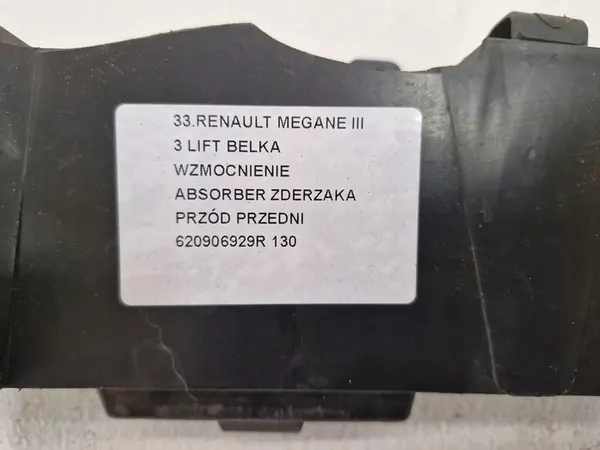 33.RENAULT MEGANE III
3 LIFT BELKA
WZMOCNIENIE
ABSORBER ZDERZAKA
PRZÓD PRZEDNI
620906929R 130